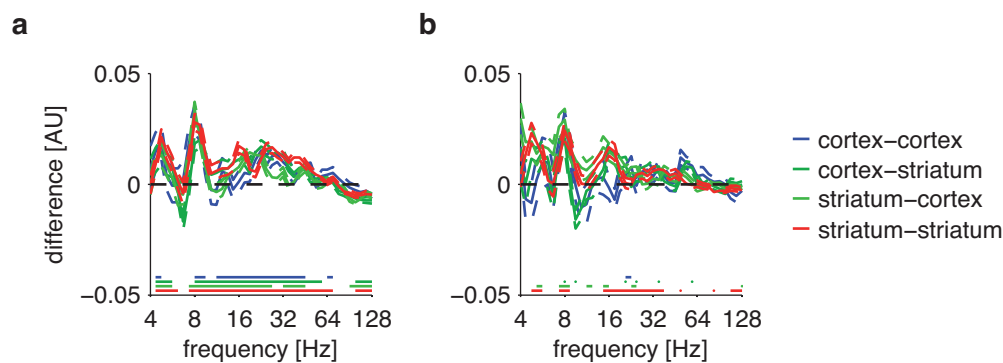 a
b
0.05
0
−0.05
difference [AU]
4 8 16 32 64 128
frequency [Hz]
0.05
0
−0.05
4 8 16 32 64 128
frequency [Hz]
cortex−cortex
cortex−striatum
striatum−cortex
striatum−striatum